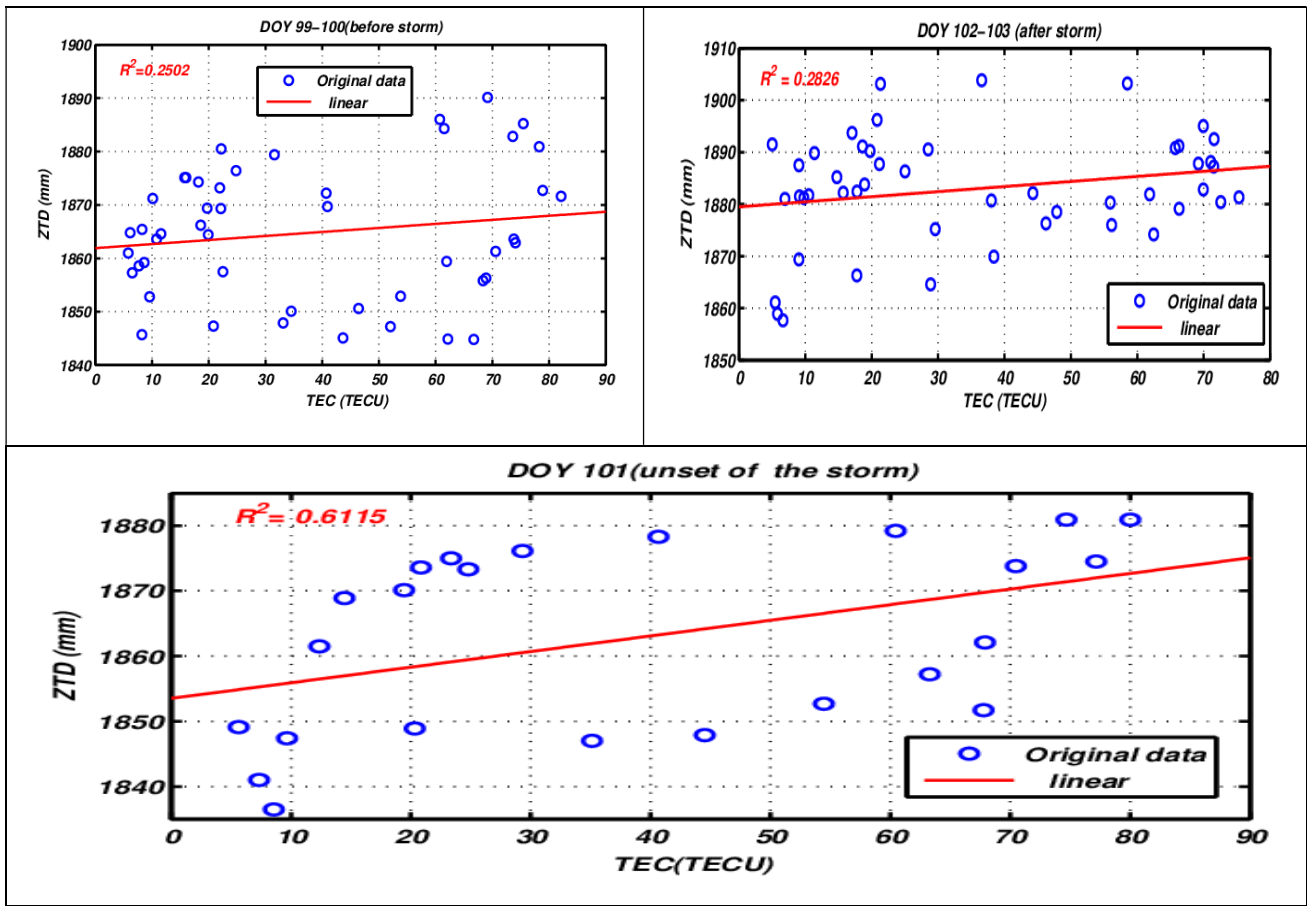 DOY 99–100(before storm)
R2=0.2502
Original data
linear
1900
1890
1880
1870
1860
1850
1840
ZTD (mm)
0 10 20 30 40 50 60 70 80 90
TEC (TECU)
DOY 102–103 (after storm)
R2 = 0.2826
1910
1900
1890
1880
1870
1860
1850
ZTD (mm)
Original data
linear
0 10 20 30 40 50 60 70 80
TEC (TECU)
DOY 101(unset of the storm)
R2= 0.6115
1880
1870
1860
1850
1840
ZTD (mm)
Original data
linear
0 10 20 30 40 50 60 70 80 90
TEC(TECU)